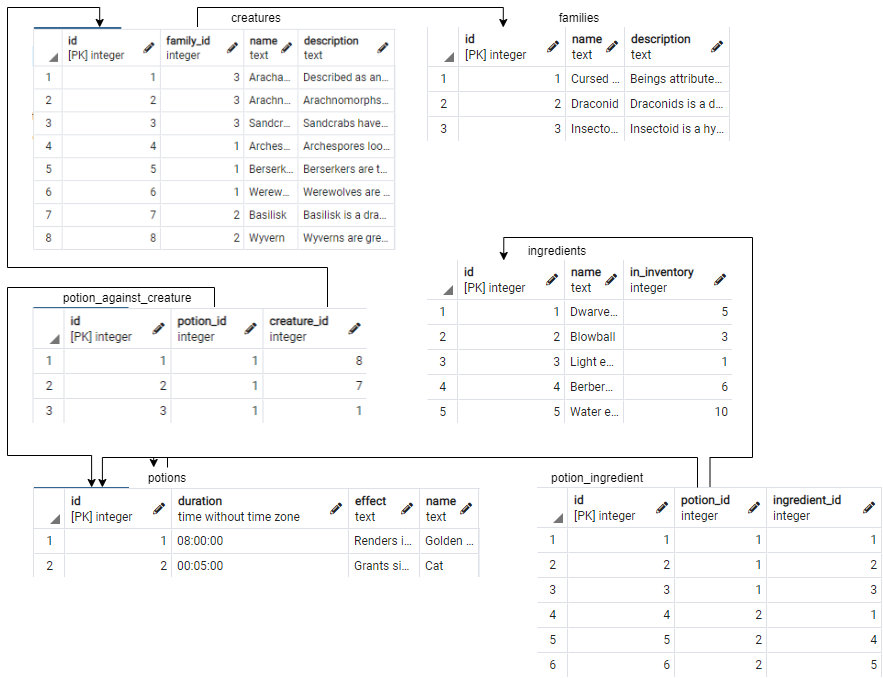 creatures
id family_id name description
[PK] integer integer text text
1 1 3 Aracha... Described as an...
2 2 3 Arachn... Arachnomorphs...
3 3 3 Sandcr... Sandcrabs have...
4 4 1 Arches... Archespores loo...
5 5 1 Berserk... Berserkers are t...
6 6 1 Werew... Werewolves are ...
7 7 2 Basilisk Basilisk is a dra...
8 8 2 Wyvern Wyverns are gre...
families
id name description
[PK] integer text text
1 1 Cursed ... Beings attribute...
2 2 Draconid Draconids is a d...
3 3 Insecto... Insectoid is a hy...
ingredients
id name in_inventory
[PK] integer text integer
1 1 Dwarve... 5
2 2 Blowball 3
3 3 Light e... 1
4 4 Berber... 6
5 5 Water e... 10
potion_against_creature
id potion_id creature_id
[PK] integer integer integer
1 1 1 8
2 2 1 7
3 3 1 1
potions
id duration effect name
[PK] integer time without time zone text text
1 1 08:00:00 Renders i... Golden ...
2 2 00:05:00 Grants si... Cat
potion_ingredient
id potion_id ingredient_id
[PK] integer integer integer
1 1 1 1
2 2 1 2
3 3 1 3
4 4 2 1
5 5 2 4
6 6 2 5